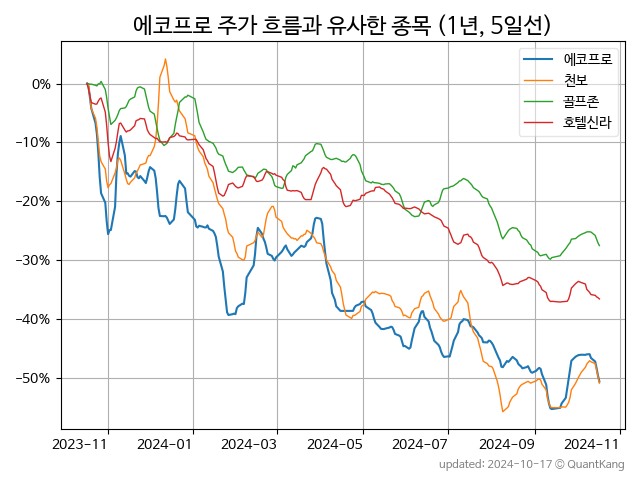 에코프로 주가 흐름과 유사한 종목 (1년, 5일선)
에코프로
천보
골프존
호텔신라
0%
−10%
−20%
−30%
−40%
−50%
2023-11 2024-01 2024-03 2024-05 2024-07 2024-09 2024-11
updated: 2024-10-17 © QuantKang